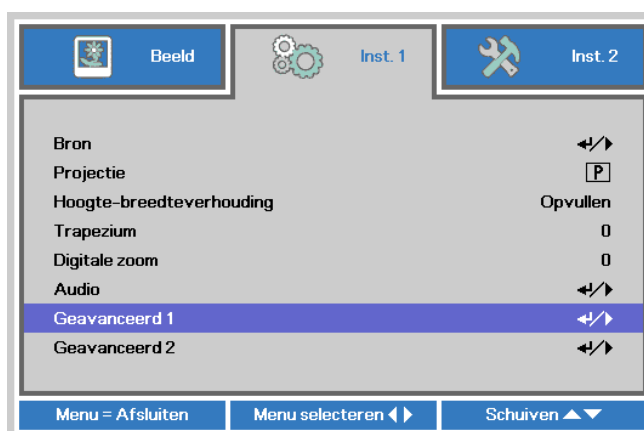 Beeld Inst. 1 Inst. 2
Bron ↵/▶
Projectie P
Hoogte-breedteverhouding Opvullen
Trapezium 0
Digitale zoom 0
Audio ↵/▶
Geavanceerd 1 ↵/▶
Geavanceerd 2 ↵/▶
Menu = Afsluiten Menu selecteren ◀▶ Schuiven ▲▼